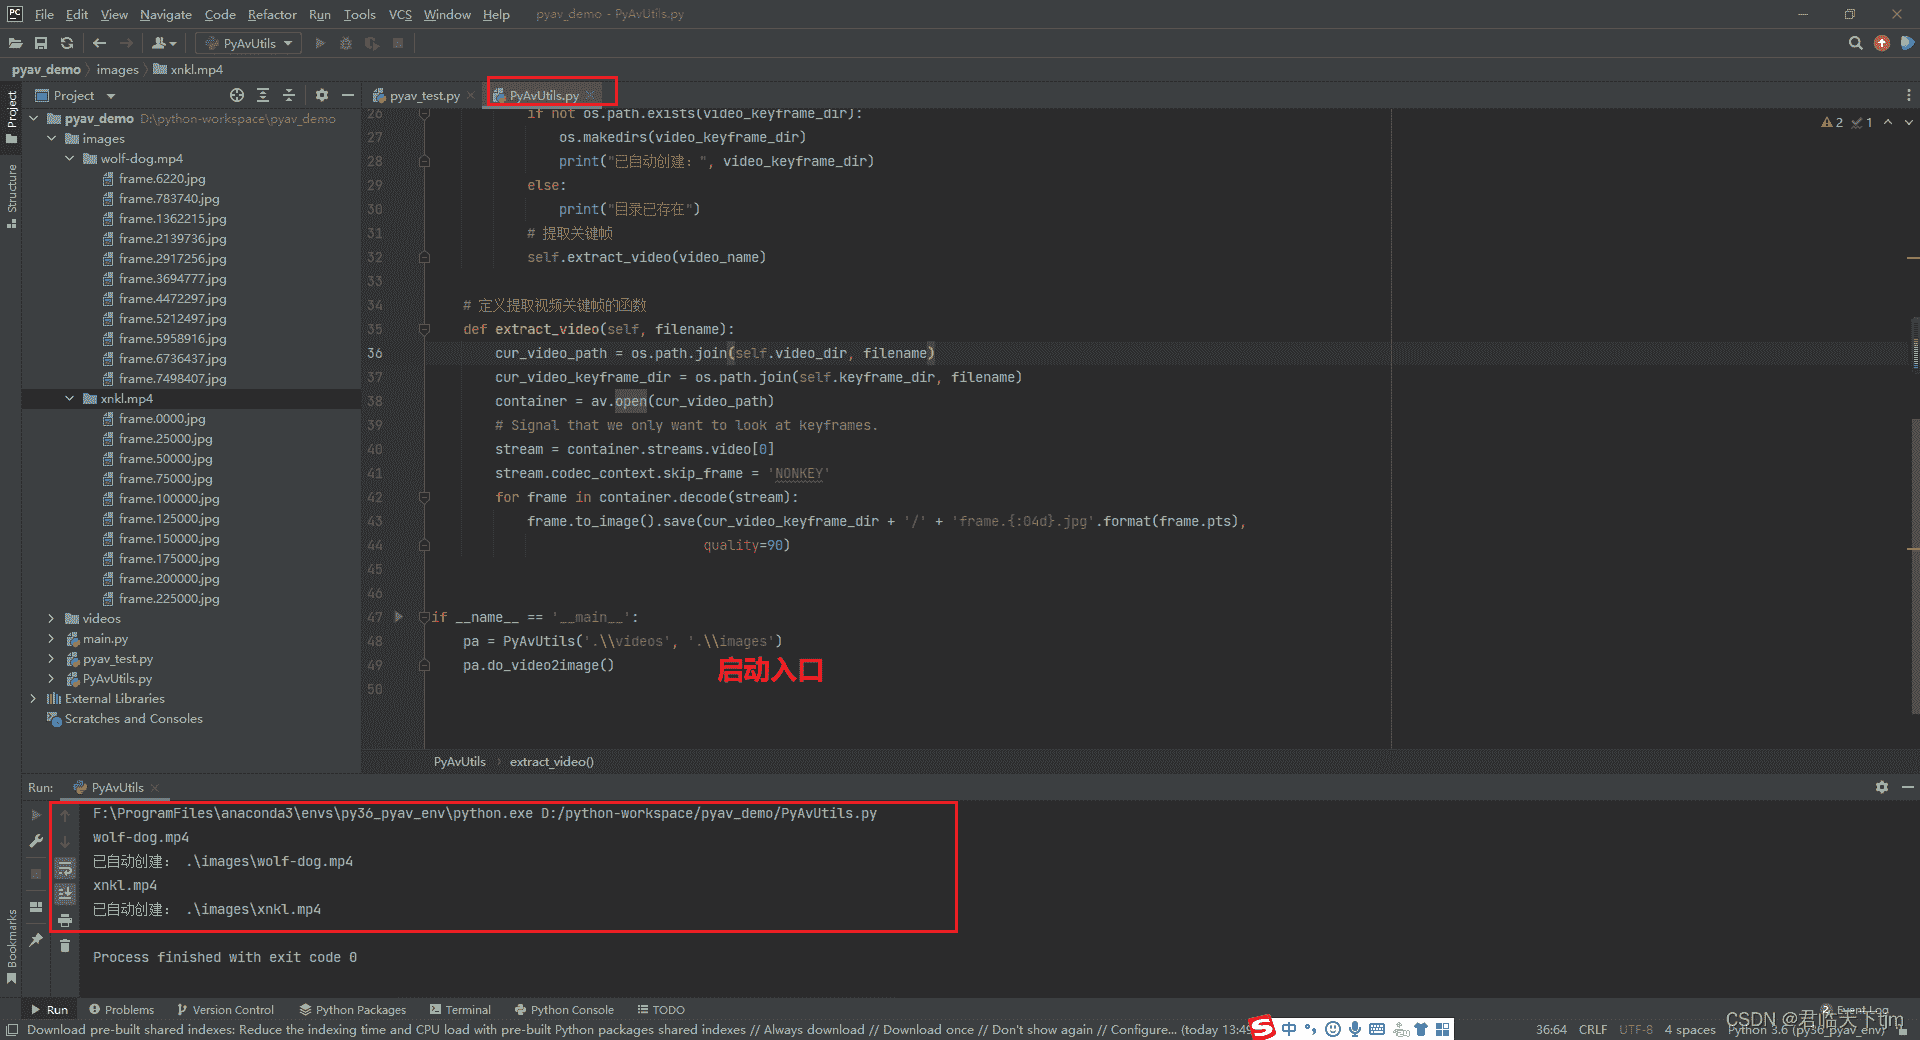 PC File Edit View Navigate Code Refactor Run Tools VCS Window Help pyav_demo - PyAvUtils.py
PyAvUtils
pyav_demo images xnkl.mp4
Project
pyav_test.py PyAvUtils.py
Project
Structure
Bookmarks
pyav_demo D:\python-workspace\pyav_demo
images
wolf-dog.mp4
frame.6220.jpg
frame.783740.jpg
frame.1362215.jpg
frame.2139736.jpg
frame.2917256.jpg
frame.3694777.jpg
frame.4472297.jpg
frame.5212497.jpg
frame.5958916.jpg
frame.6736437.jpg
frame.7498407.jpg
xnkl.mp4
frame.0000.jpg
frame.25000.jpg
frame.50000.jpg
frame.75000.jpg
frame.100000.jpg
frame.125000.jpg
frame.150000.jpg
frame.175000.jpg
frame.200000.jpg
frame.225000.jpg
videos
main.py
pyav_test.py
PyAvUtils.py
External Libraries
Scratches and Consoles
2 1
26 if not os.path.exists(video_keyframe_dir):
27 os.makedirs(video_keyframe_dir)
28 print("已自动创建：", video_keyframe_dir)
29 else:
30 print("目录已存在")
31 # 提取关键帧
32 self.extract_video(video_name)
33
34 # 定义提取视频关键帧的函数
35 def extract_video(self, filename):
36 cur_video_path = os.path.join(self.video_dir, filename)
37 cur_video_keyframe_dir = os.path.join(self.keyframe_dir, filename)
38 container = av.open(cur_video_path)
39 # Signal that we only want to look at keyframes.
40 stream = container.streams.video[0]
41 stream.codec_context.skip_frame = 'NONKEY'
42 for frame in container.decode(stream):
43 frame.to_image().save(cur_video_keyframe_dir + '/' + 'frame.{:04d}.jpg'.format(frame.pts),
44 quality=90)
45
46
47 if __name__ == '__main__':
48 pa = PyAvUtils('.\\videos', '.\\images')
49 pa.do_video2image()
启动入口
50
PyAvUtils extract_video()
Run: PyAvUtils
F:\ProgramFiles\anaconda3\envs\py36_pyav_env\python.exe D:/python-workspace/pyav_demo/PyAvUtils.py
wolf-dog.mp4
已自动创建： .\images\wolf-dog.mp4
xnkl.mp4
已自动创建： .\images\xnkl.mp4
Process finished with exit code 0
Run Problems Version Control Python Packages Terminal Python Console TODO 2 Event Log
Download pre-built shared indexes: Reduce the indexing time and CPU load with pre-built Python packages shared indexes // Always download // Download once // Don't show again // Configure... (today 13:49
S 中
36:64 CRLF UTF-8 4 spaces Python 3.6 (py36_pyav_env)
CSDN @君临天下tjm